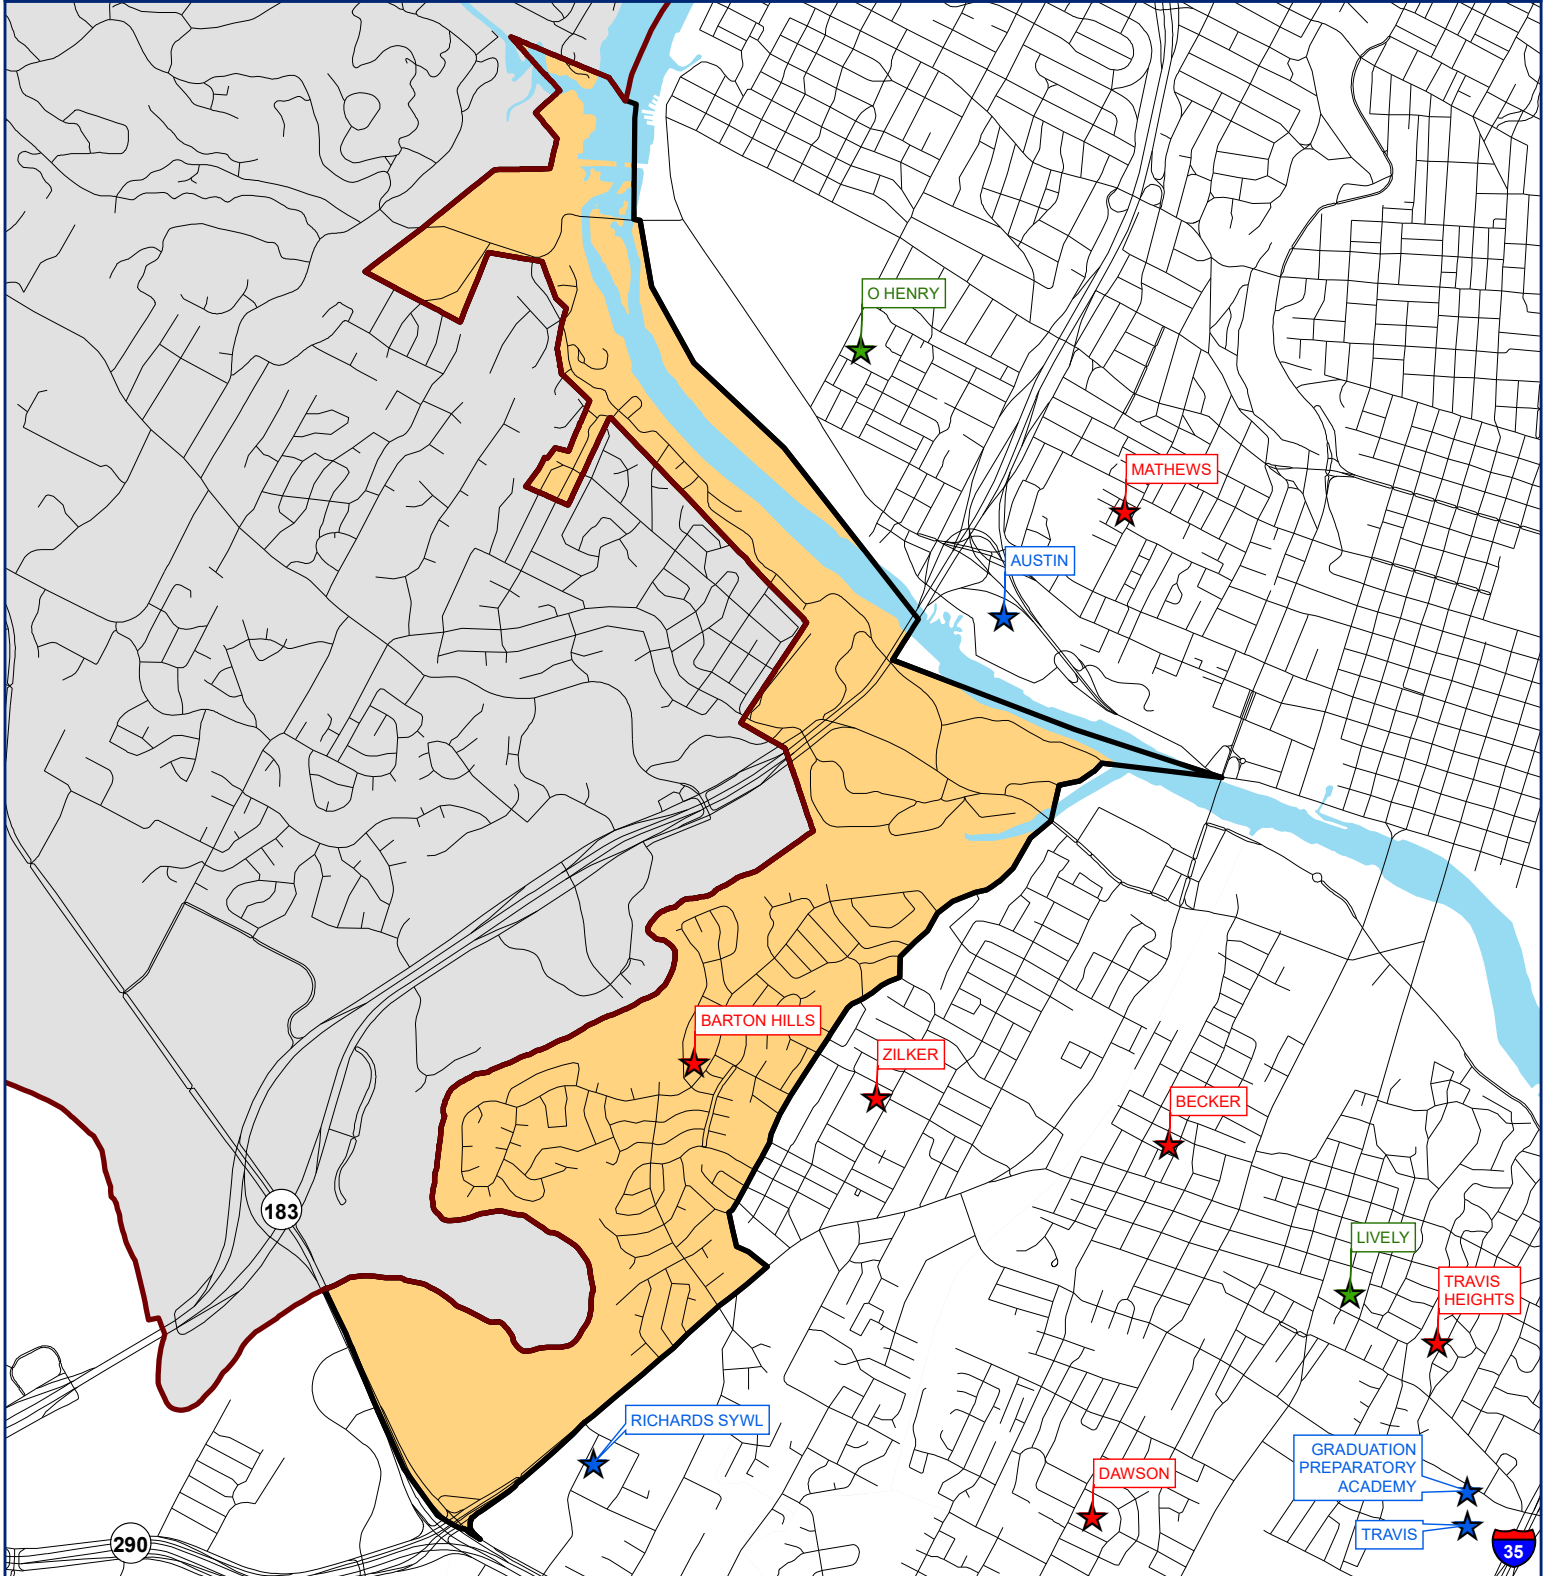 O HENRY
MATHEWS
AUSTIN
BARTON HILLS
ZILKER
BECKER
183
LIVELY
TRAVIS
HEIGHTS
RICHARDS SYWL
GRADUATION
PREPARATORY
ACADEMY
DAWSON
TRAVIS
290
35